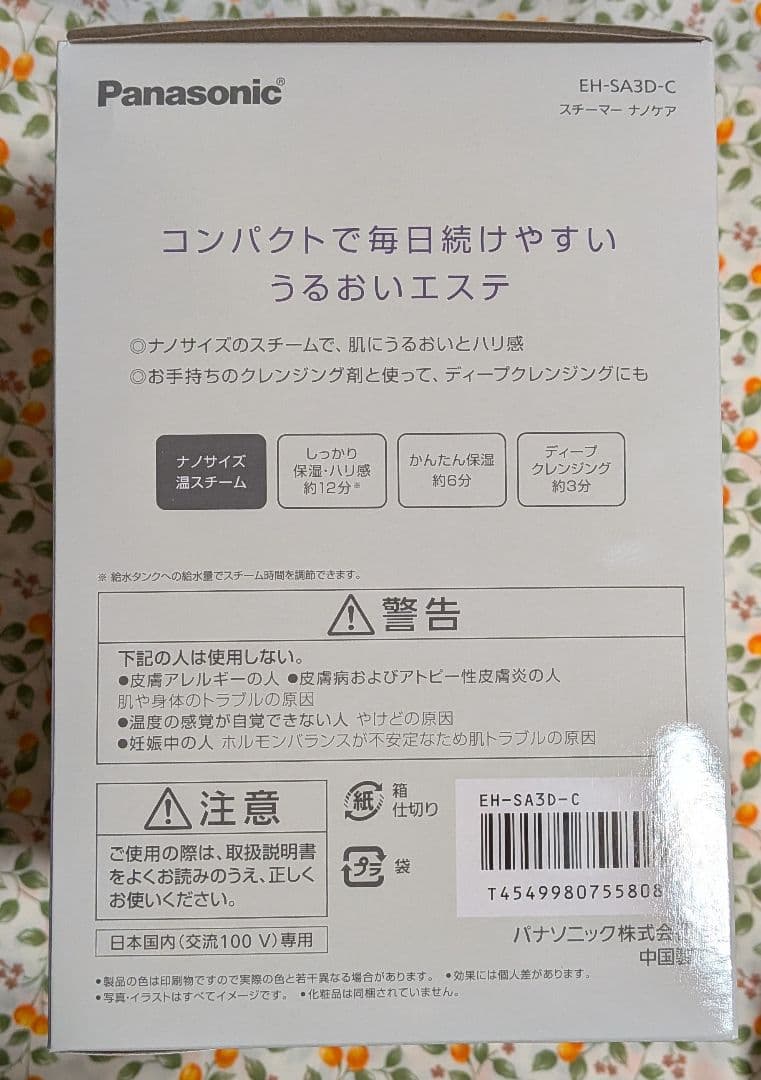 Panasonic®
EH-SA3D-C
スチーマー ナノケア
コンパクトで毎日続けやすい
うるおいエステ
◎ナノサイズのスチームで、肌にうるおいとハリ感
◎お手持ちのクレンジング剤と使って、ディープクレンジングにも
ナノサイズ
温スチーム
しっかり
保湿・ハリ感
約12分※
かんたん保湿
約6分
ディープ
クレンジング
約3分
※ 給水タンクへの給水量でスチーム時間を調節できます。
警告
下記の人は使用しない。
●皮膚アレルギーの人 ●皮膚病およびアトピー性皮膚炎の人
肌や身体のトラブルの原因
●温度の感覚が自覚できない人 やけどの原因
●妊娠中の人 ホルモンバランスが不安定なため肌トラブルの原因
注意
ご使用の際は、取扱説明書
をよくお読みのうえ、正しく
お使いください。
日本国内(交流100 V)専用
紙
箱
仕切り
プラ
袋
EH-SA3D-C
T4549980755808
パナソニック株式会
中国製
●製品の色は印刷物ですので実際の色と若干異なる場合があります。 ●効果には個人差があります。
●写真・イラストはすべてイメージです。 ●化粧品は同梱されていません。